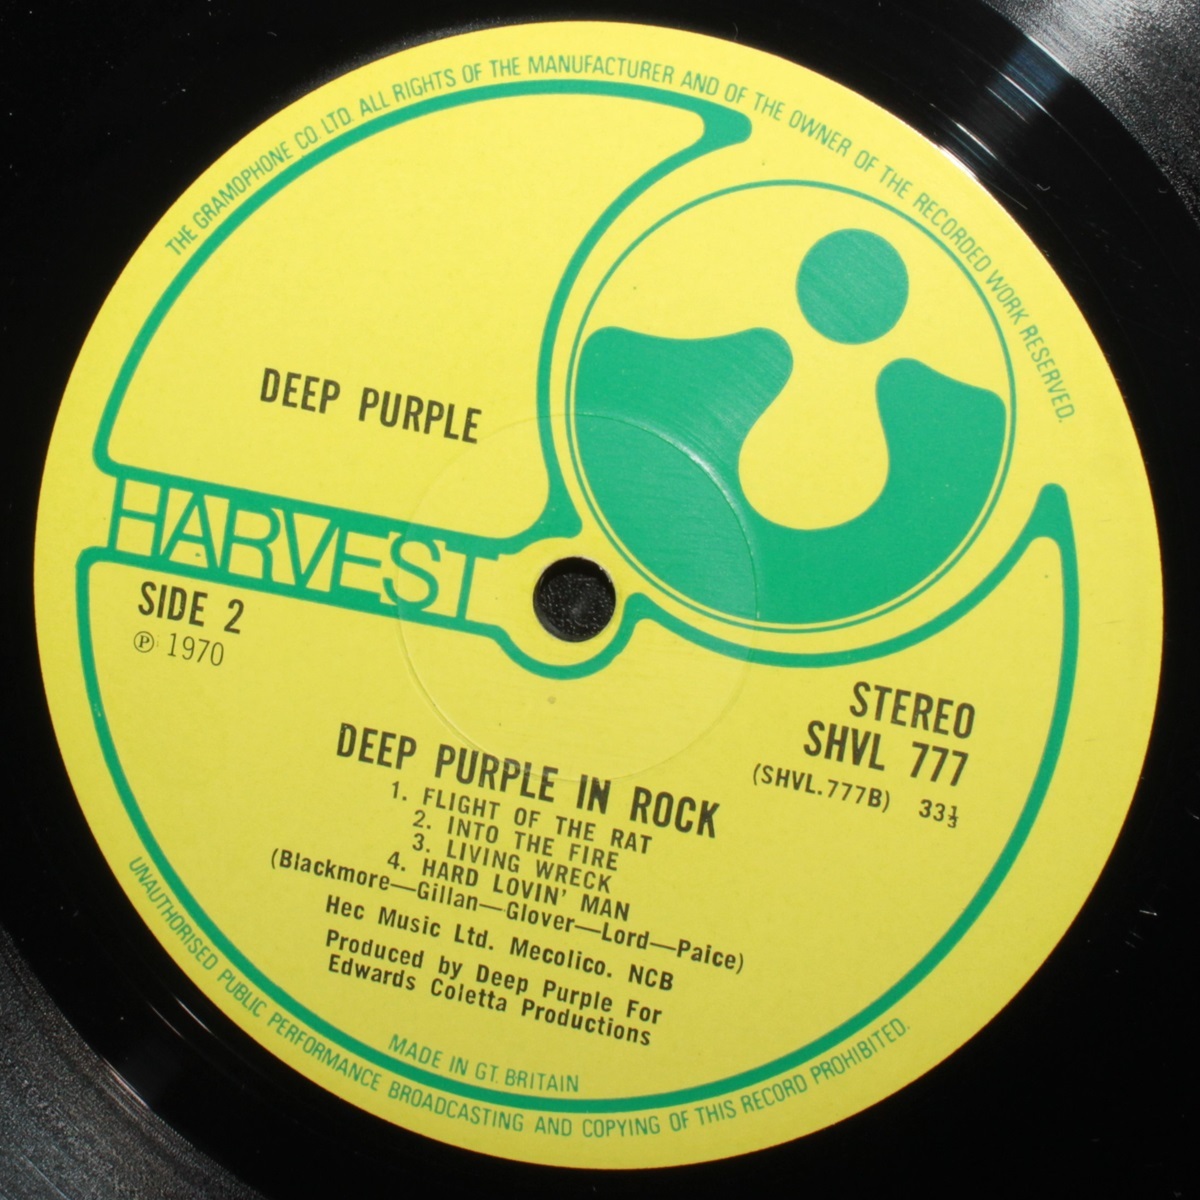 THE GRAMOPHONE CO. LTD. ALL RIGHTS OF THE MANUFACTURER AND OF THE OWNER OF THE RECORDED WORK RESERVED.
DEEP PURPLE
HARVEST
SIDE 2
℗ 1970
STEREO
SHVL 777
(SHVL.777B) 33⅓
DEEP PURPLE IN ROCK
1. FLIGHT OF THE RAT
2. INTO THE FIRE
3. LIVING WRECK
4. HARD LOVIN' MAN
(Blackmore—Gillan—Glover—Lord—Paice)
Hec Music Ltd. Mecolico. NCB
Produced by Deep Purple For
Edwards Coletta Productions
MADE IN GT. BRITAIN
UNAUTHORISED PUBLIC PERFORMANCE BROADCASTING AND COPYING OF THIS RECORD PROHIBITED.